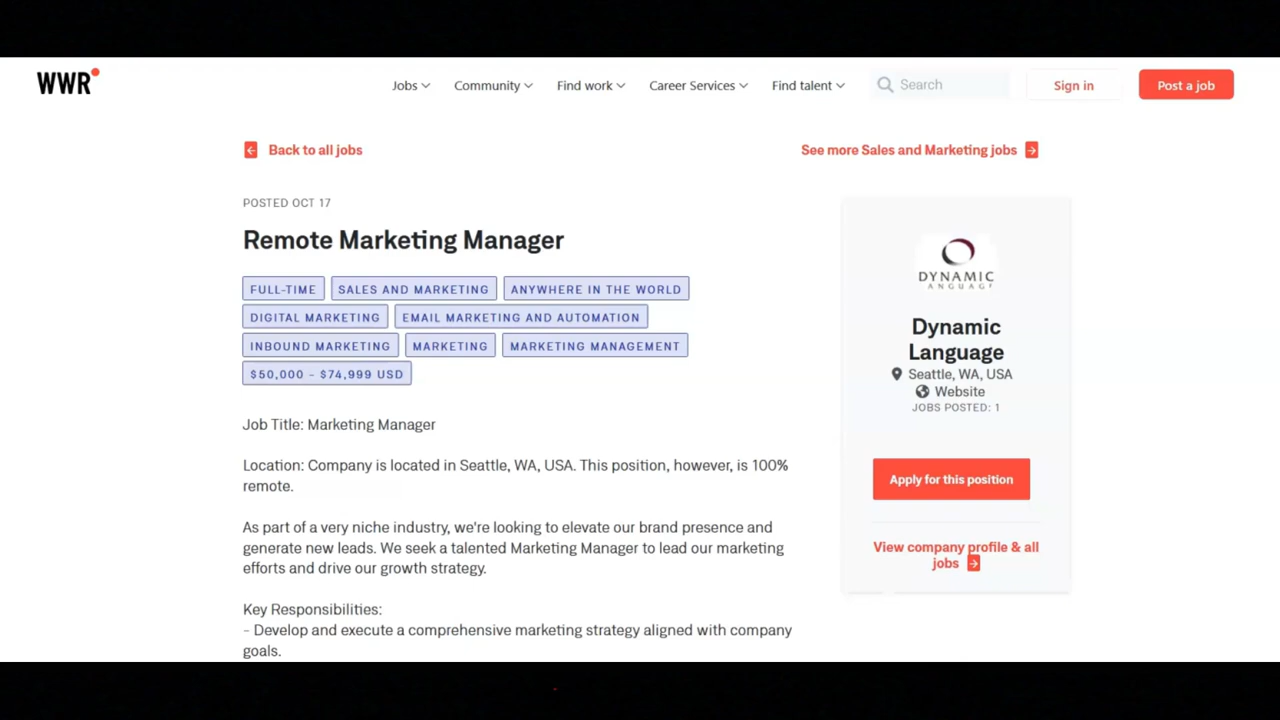 WWR
Jobs
Community
Find work
Career Services
Find talent
Search
Sign in
Post a job
Back to all jobs
See more Sales and Marketing jobs
POSTED OCT 17
Remote Marketing Manager
FULL-TIME
SALES AND MARKETING
ANYWHERE IN THE WORLD
DIGITAL MARKETING
EMAIL MARKETING AND AUTOMATION
INBOUND MARKETING
MARKETING
MARKETING MANAGEMENT
$50,000 - $74,999 USD
Job Title: Marketing Manager
Location: Company is located in Seattle, WA, USA. This position, however, is 100%
remote.
As part of a very niche industry, we're looking to elevate our brand presence and
generate new leads. We seek a talented Marketing Manager to lead our marketing
efforts and drive our growth strategy.
Key Responsibilities:
- Develop and execute a comprehensive marketing strategy aligned with company
goals.
DYNAMIC
ANGUAG
Dynamic
Language
Seattle, WA, USA
Website
JOBS POSTED: 1
Apply for this position
View company profile & all
jobs